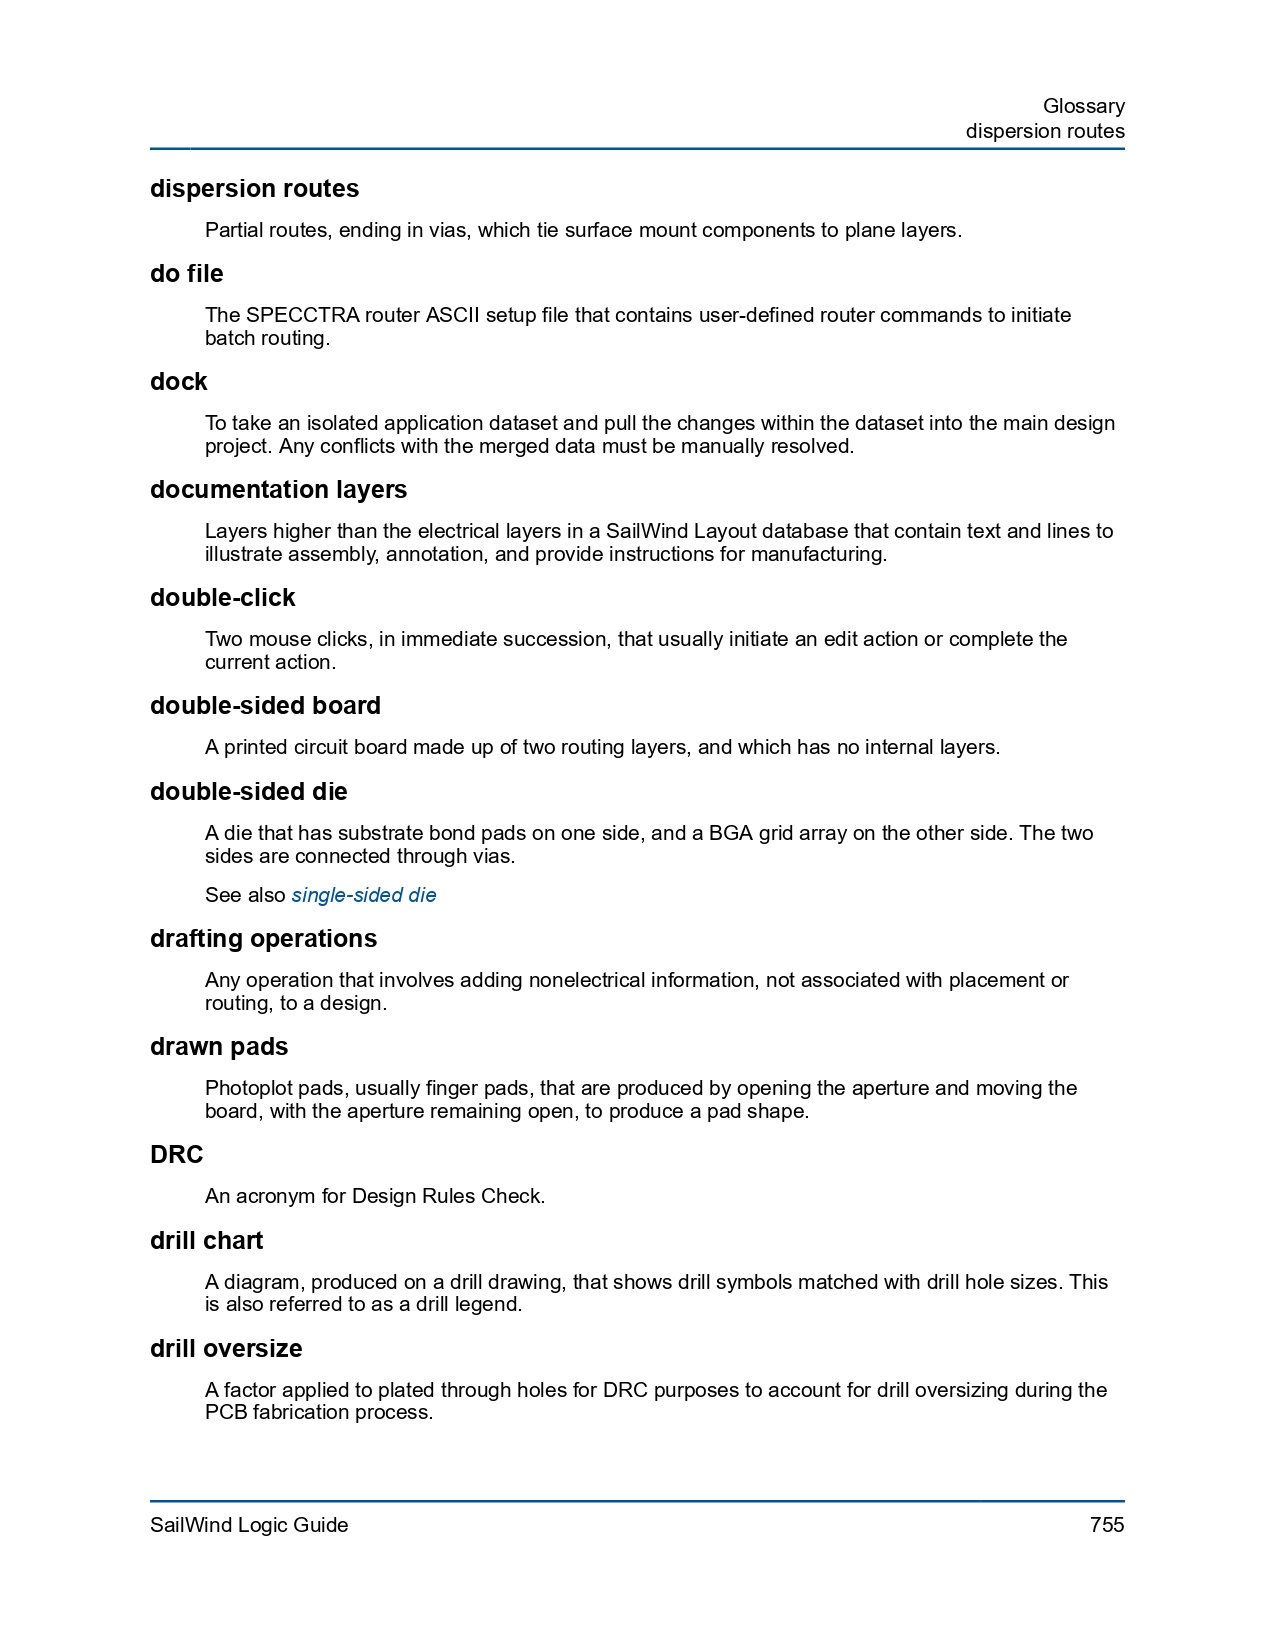 Glossary
dispersion routes
dispersion routes
Partial routes, ending in vias, which tie surface mount components to plane layers.
do file
The SPECCTRA router ASCII setup file that contains user-defined router commands to initiate
batch routing.
dock
To take an isolated application dataset and pull the changes within the dataset into the main design
project. Any conflicts with the merged data must be manually resolved.
documentation layers
Layers higher than the electrical layers in a SailWind Layout database that contain text and lines to
illustrate assembly, annotation, and provide instructions for manufacturing.
double-click
Two mouse clicks, in immediate succession, that usually initiate an edit action or complete the
current action.
double-sided board
A printed circuit board made up of two routing layers, and which has no internal layers.
double-sided die
A die that has substrate bond pads on one side, and a BGA grid array on the other side. The two
sides are connected through vias.
See also single-sided die
drafting operations
Any operation that involves adding nonelectrical information, not associated with placement or
routing, to a design.
drawn pads
Photoplot pads, usually finger pads, that are produced by opening the aperture and moving the
board, with the aperture remaining open, to produce a pad shape.
DRC
An acronym for Design Rules Check.
drill chart
A diagram, produced on a drill drawing, that shows drill symbols matched with drill hole sizes. This
is also referred to as a drill legend.
drill oversize
A factor applied to plated through holes for DRC purposes to account for drill oversizing during the
PCB fabrication process.
SailWind Logic Guide
755